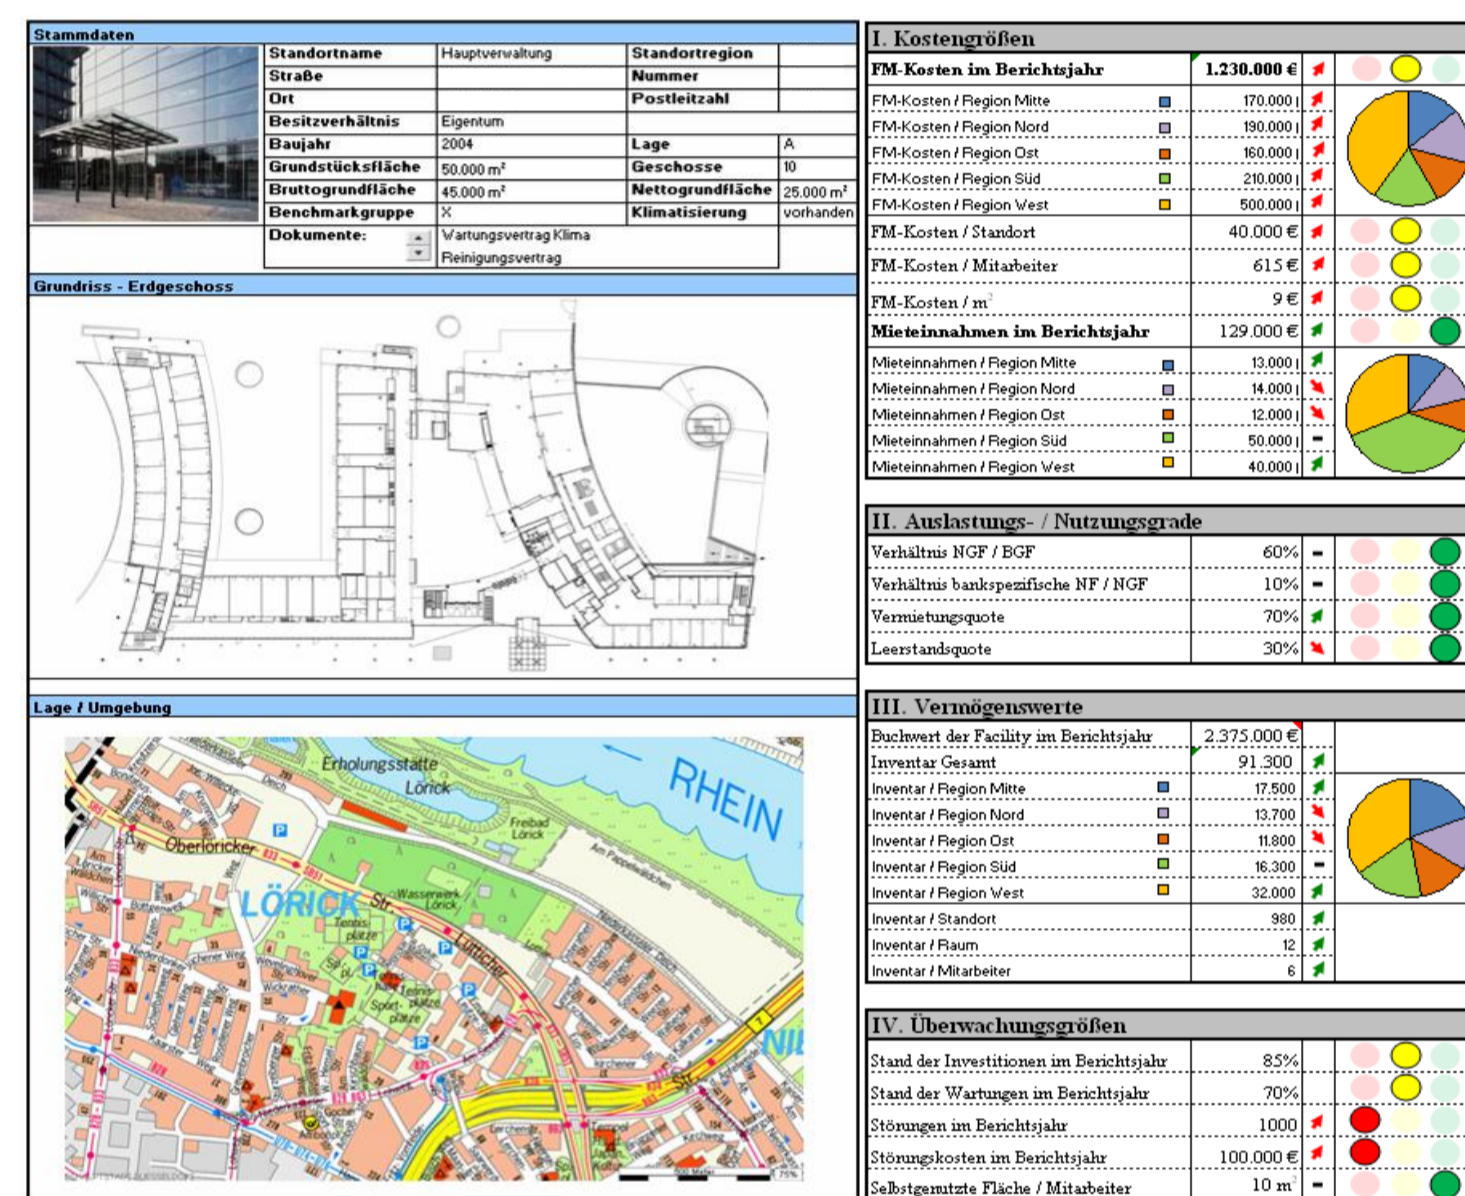 Stammdaten
Standortname Hauptverwaltung Standortregion
Straße Nummer
Ort Postleitzahl
Besitzverhältnis Eigentum
Baujahr 2004 Lage A
Grundstücksfläche 50.000 m² Geschosse 10
Bruttogrundfläche 45.000 m² Nettogrundfläche 25.000 m²
Benchmarkgruppe X Klimatisierung vorhanden
Dokumente: Wartungsvertrag Klima
Reinigungsvertrag
Grundriss - Erdgeschoss
Lage / Umgebung
Erholungsstätte
Lörick
RHEIN
Freibad
Lörick
Am Pappelwäldchen
Oberlöricker
Str.
LÖRICK
Wasserwerk
Lörick
Tennis-
plätze
Lütticher
Sport-
plätze
Niederkasseler Deich
Wickrather
Str.
500 Meter
75%
I. Kostengrößen
FM-Kosten im Berichtsjahr 1.230.000 €
FM-Kosten / Region Mitte 170.000
FM-Kosten / Region Nord 190.000
FM-Kosten / Region Ost 160.000
FM-Kosten / Region Süd 210.000
FM-Kosten / Region West 500.000
FM-Kosten / Standort 40.000 €
FM-Kosten / Mitarbeiter 615 €
FM-Kosten / m² 9 €
Mieteinnahmen im Berichtsjahr 129.000 €
Mieteinnahmen / Region Mitte 13.000
Mieteinnahmen / Region Nord 14.000
Mieteinnahmen / Region Ost 12.000
Mieteinnahmen / Region Süd 50.000
Mieteinnahmen / Region West 40.000
II. Auslastungs- / Nutzungsgrade
Verhältnis NGF / BGF 60%
Verhältnis bankspezifische NF / NGF 10%
Vermietungsquote 70%
Leerstandsquote 30%
III. Vermögenswerte
Buchwert der Facility im Berichtsjahr 2.375.000 €
Inventar Gesamt 91.300
Inventar / Region Mitte 17.500
Inventar / Region Nord 13.700
Inventar / Region Ost 11.800
Inventar / Region Süd 16.300
Inventar / Region West 32.000
Inventar / Standort 980
Inventar / Raum 12
Inventar / Mitarbeiter 6
IV. Überwachungsgrößen
Stand der Investitionen im Berichtsjahr 85%
Stand der Wartungen im Berichtsjahr 70%
Störungen im Berichtsjahr 1000
Störungskosten im Berichtsjahr 100.000 €
Selbstgenutzte Fläche / Mitarbeiter 10 m²